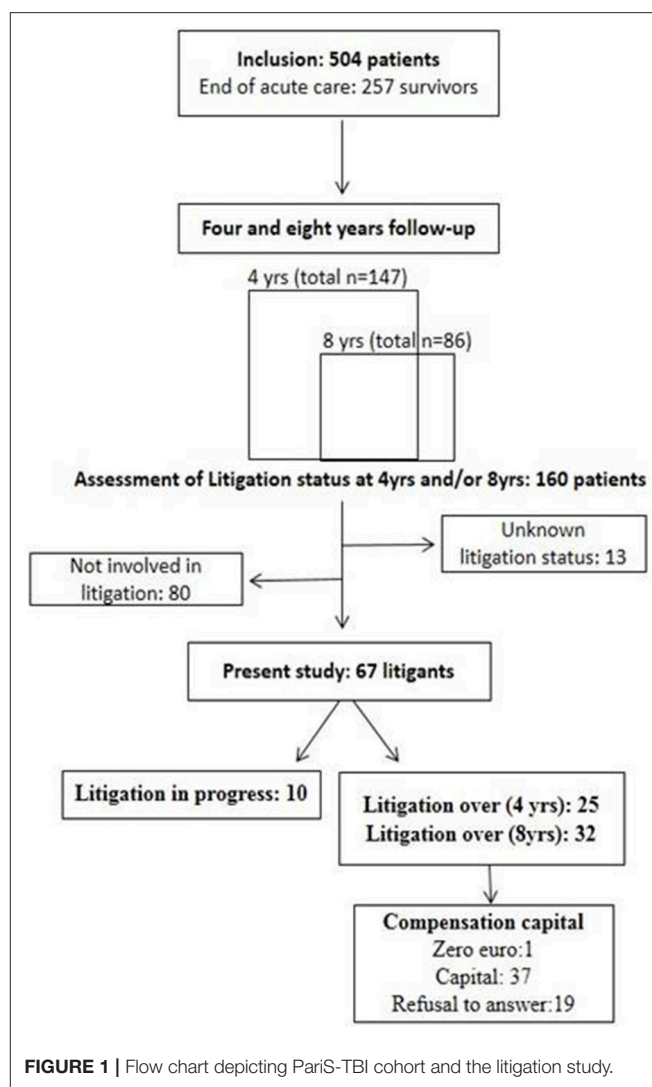 Inclusion: 504 patients
End of acute care: 257 survivors
Four and eight years follow-up
4 yrs (total n=147)
8 yrs (total n=86)
Assessment of Litigation status at 4yrs and/or 8yrs: 160 patients
Unknown
litigation status: 13
Not involved in
litigation: 80
Present study: 67 litigants
Litigation in progress: 10
Litigation over (4 yrs): 25
Litigation over (8yrs): 32
Compensation capital
Zero euro:1
Capital: 37
Refusal to answer:19
FIGURE 1 | Flow chart depicting PariS-TBI cohort and the litigation study.